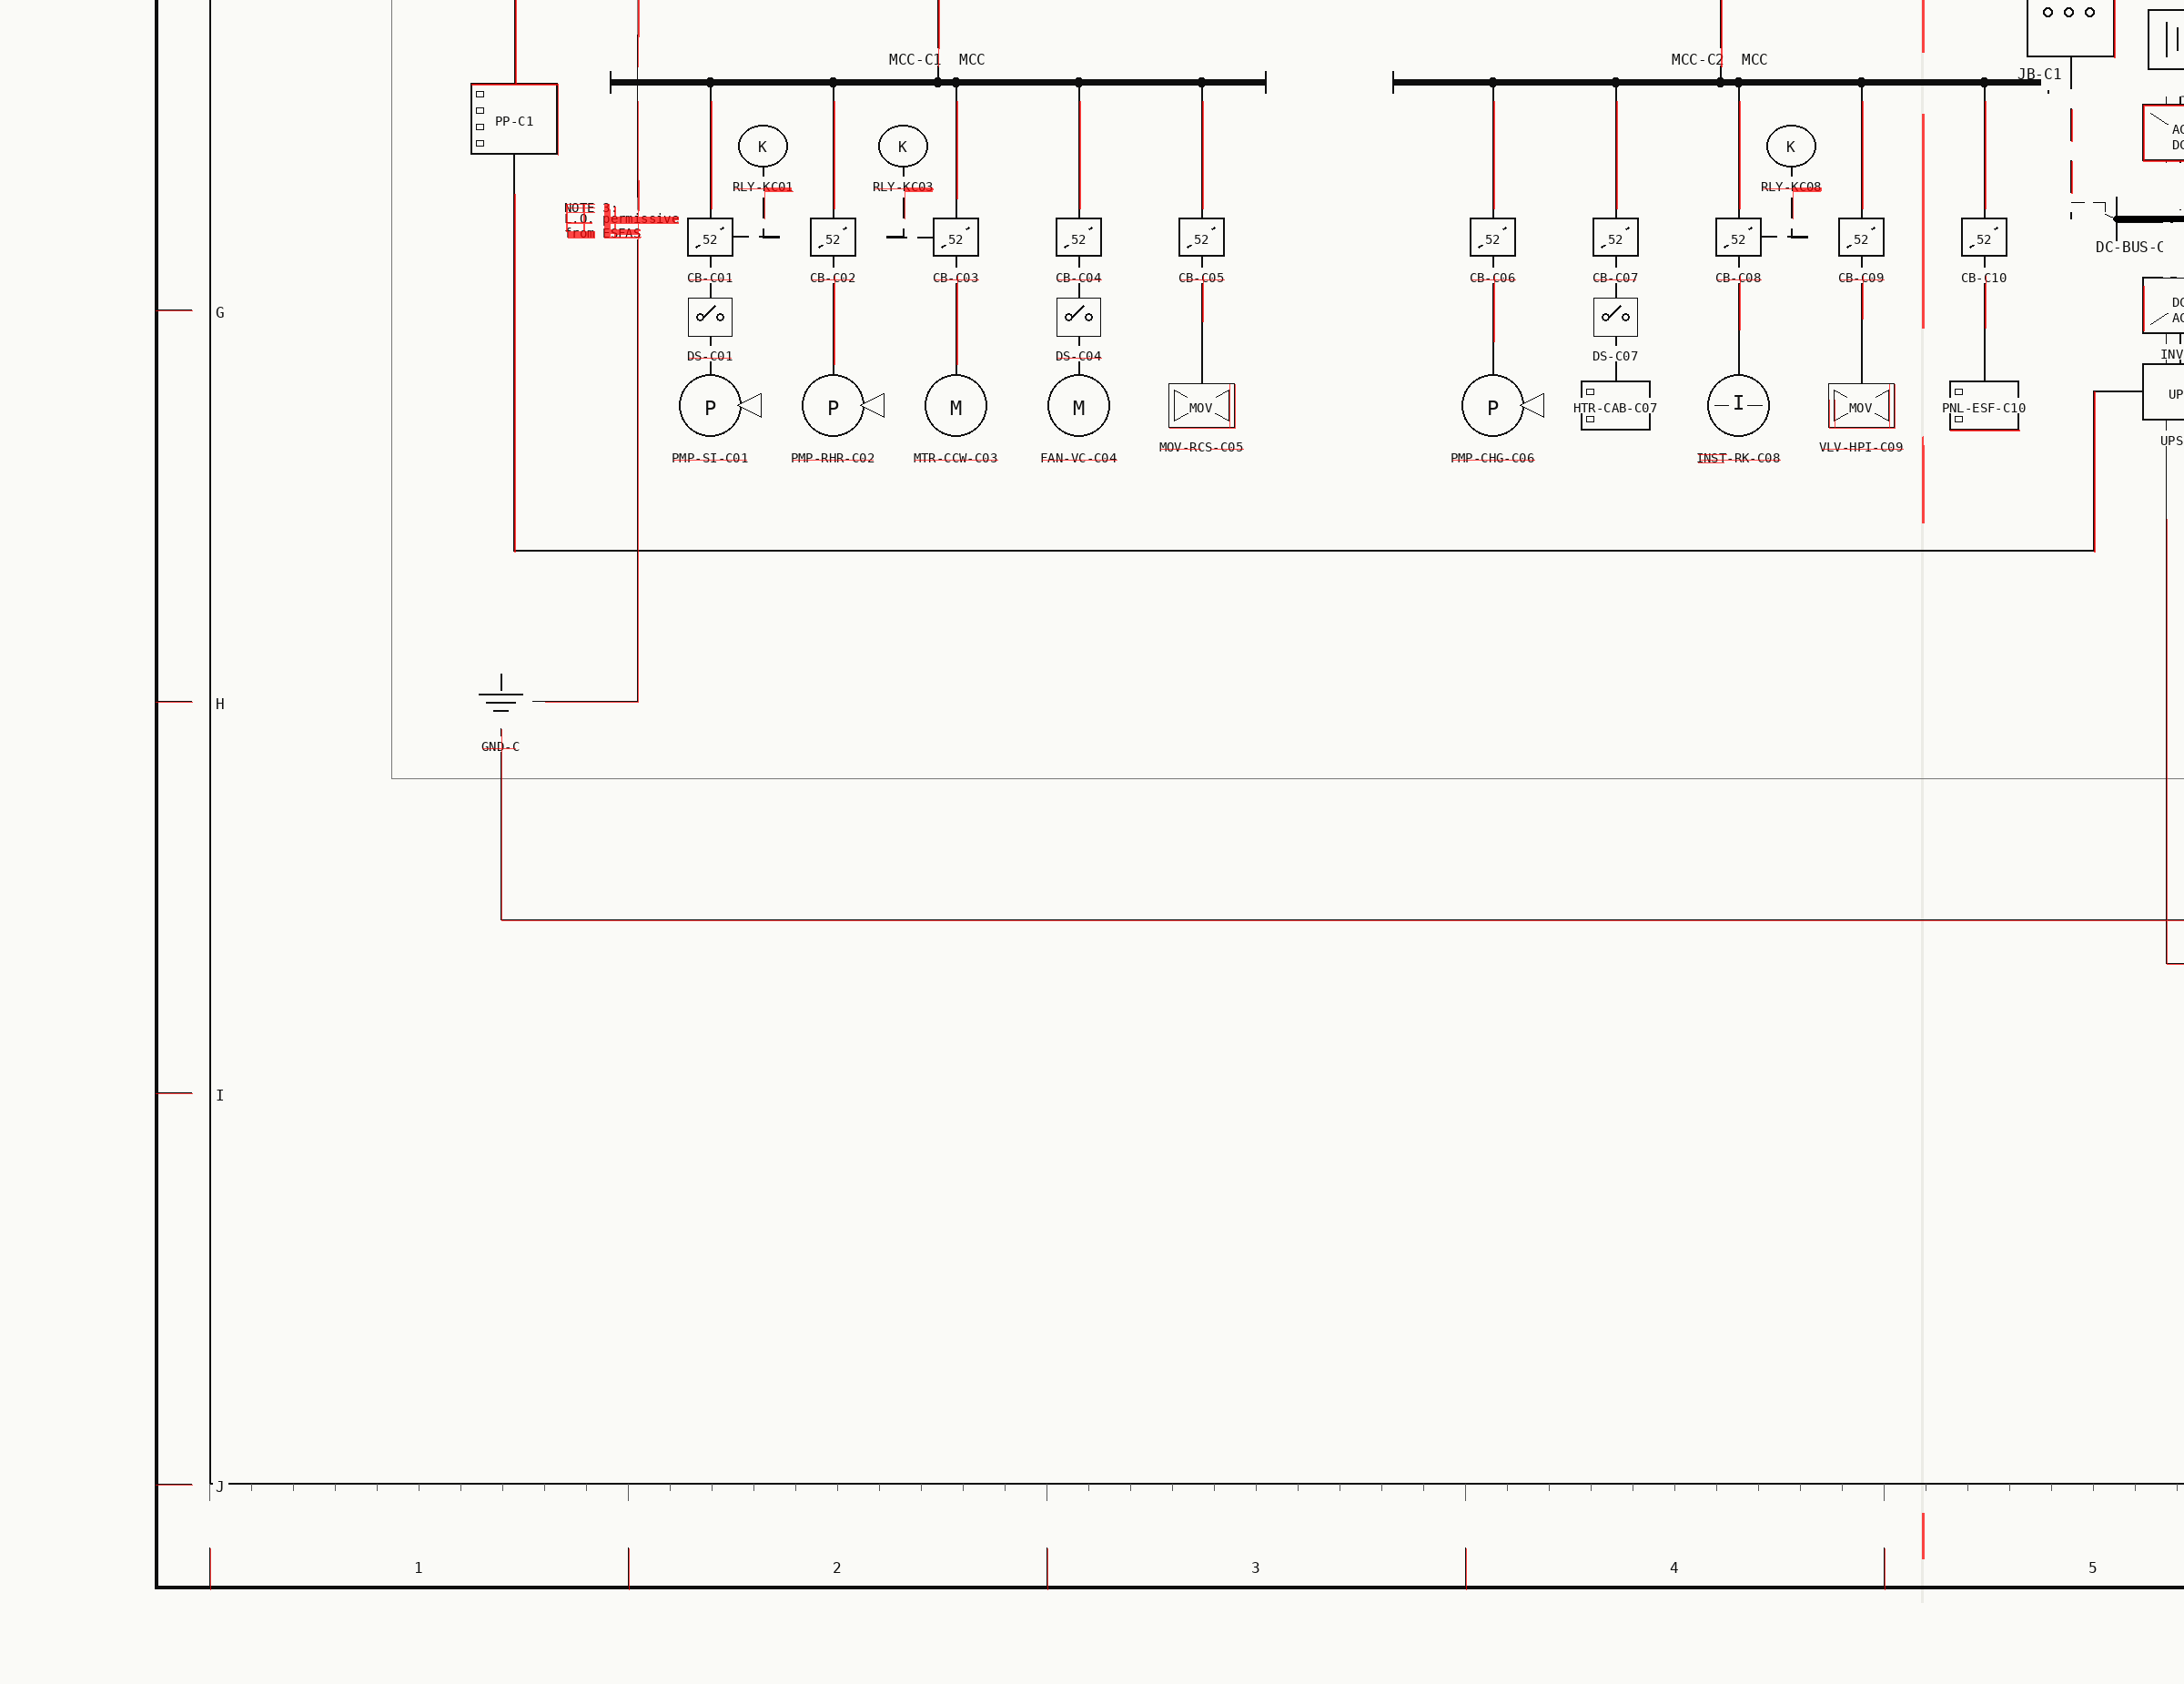 MCC-C1 MCC
MCC-C2 MCC
JB-C1
PP-C1
K
K
K
RLY-KC01
RLY-KC03
RLY-KC08
NOTE 3:
L.O. permissive
from ESFAS
52
52
52
52
52
52
52
52
52
52
DC-BUS-C
CB-C01
CB-C02
CB-C03
CB-C04
CB-C05
CB-C06
CB-C07
CB-C08
CB-C09
CB-C10
AC
DC
DC
AC
G
DS-C01
DS-C04
DS-C07
INV
P
P
M
M
MOV
P
HTR-CAB-C07
I
MOV
PNL-ESF-C10
UP
UPS
PMP-SI-C01
PMP-RHR-C02
MTR-CCW-C03
FAN-VC-C04
MOV-RCS-C05
PMP-CHG-C06
INST-RK-C08
VLV-HPI-C09
H
GND-C
I
J
1
2
3
4
5